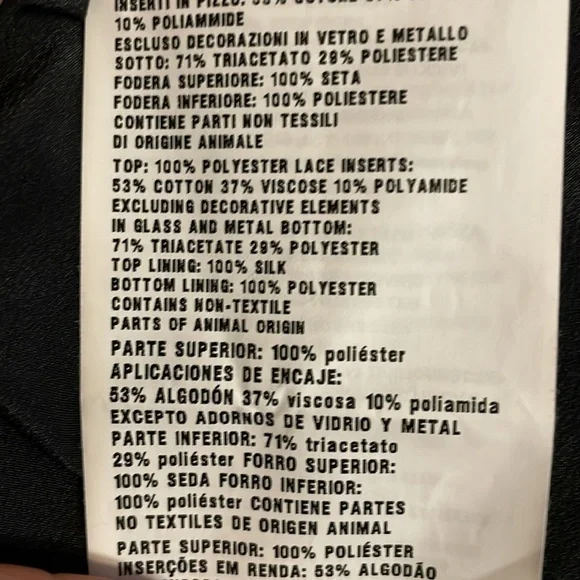 INSERTI IN PIZZO: 53%
10% POLIAMMIDE
ESCLUSO DECORAZIONI IN VETRO E METALLO
SOTTO: 71% TRIACETATO 29% POLIESTERE
FODERA SUPERIORE: 100% SETA
FODERA INFERIORE: 100% POLIESTERE
CONTIENE PARTI NON TESSILI
DI ORIGINE ANIMALE
TOP: 100% POLYESTER LACE INSERTS:
53% COTTON 37% VISCOSE 10% POLYAMIDE
EXCLUDING DECORATIVE ELEMENTS
IN GLASS AND METAL BOTTOM:
71% TRIACETATE 29% POLYESTER
TOP LINING: 100% SILK
BOTTOM LINING: 100% POLYESTER
CONTAINS NON-TEXTILE
PARTS OF ANIMAL ORIGIN
PARTE SUPERIOR: 100% poliéster
APLICACIONES DE ENCAJE:
53% ALGODÓN 37% viscosa 10% poliamida
EXCEPTO ADORNOS DE VIDRIO Y METAL
PARTE INFERIOR: 71% triacetato
29% poliéster FORRO SUPERIOR:
100% SEDA FORRO INFERIOR:
100% poliéster CONTIENE PARTES
NO TEXTILES DE ORIGEN ANIMAL
PARTE SUPERIOR: 100% POLIÉSTER
INSERÇÕES EM RENDA: 53% ALGODÃO